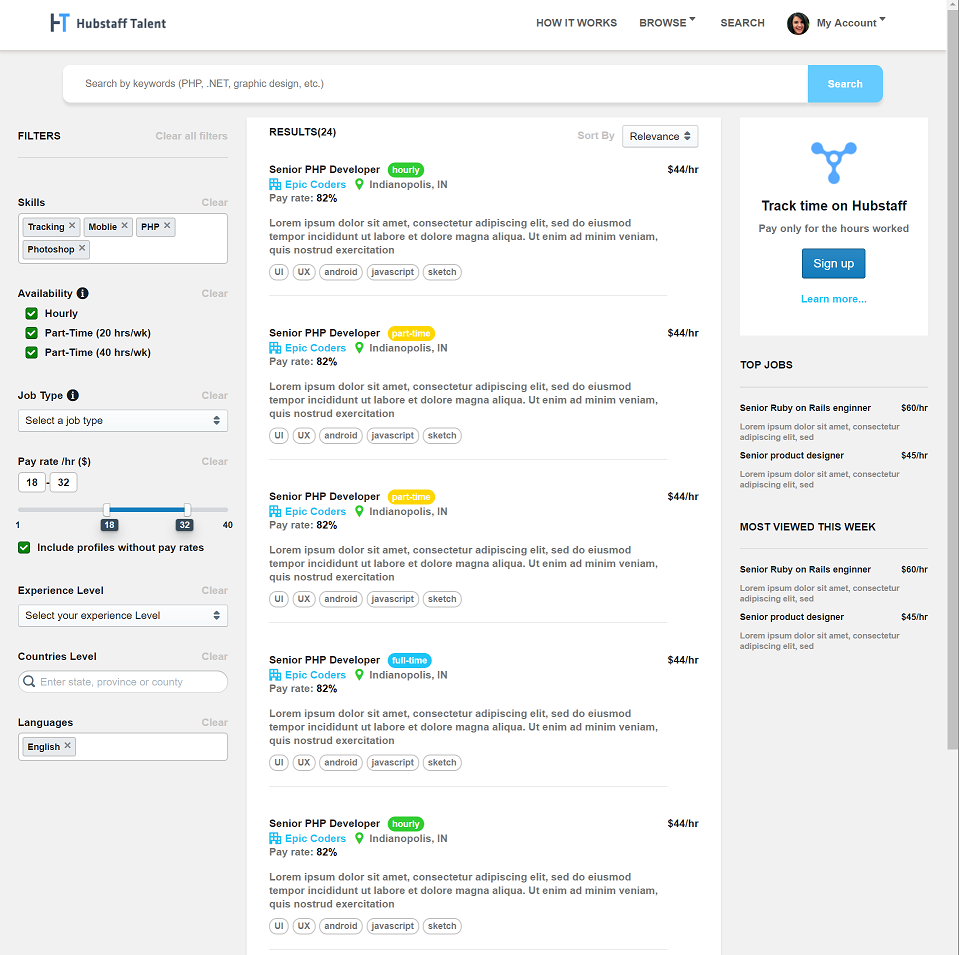 Hubstaff Talent
HOW IT WORKS
BROWSE
SEARCH
My Account
Search by keywords (PHP, .NET, graphic design, etc.)
Search
FILTERS
Clear all filters
Skills
Clear
Tracking
Moblie
PHP
Photoshop
Availability
Clear
Hourly
Part-Time (20 hrs/wk)
Part-Time (40 hrs/wk)
Job Type
Clear
Select a job type
Pay rate /hr ($)
Clear
18 - 32
1
18
32
40
Include profiles without pay rates
Experience Level
Clear
Select your experience Level
Countries Level
Clear
Enter state, province or county
Languages
Clear
English
RESULTS(24)
Sort By
Relevance
Senior PHP Developer hourly $44/hr
Epic Coders Indianopolis, IN
Pay rate: 82%
Lorem ipsum dolor sit amet, consectetur adipiscing elit, sed do eiusmod
tempor incididunt ut labore et dolore magna aliqua. Ut enim ad minim veniam,
quis nostrud exercitation
UI UX android javascript sketch
Senior PHP Developer part-time $44/hr
Epic Coders Indianopolis, IN
Pay rate: 82%
Lorem ipsum dolor sit amet, consectetur adipiscing elit, sed do eiusmod
tempor incididunt ut labore et dolore magna aliqua. Ut enim ad minim veniam,
quis nostrud exercitation
UI UX android javascript sketch
Senior PHP Developer part-time $44/hr
Epic Coders Indianopolis, IN
Pay rate: 82%
Lorem ipsum dolor sit amet, consectetur adipiscing elit, sed do eiusmod
tempor incididunt ut labore et dolore magna aliqua. Ut enim ad minim veniam,
quis nostrud exercitation
UI UX android javascript sketch
Senior PHP Developer full-time $44/hr
Epic Coders Indianopolis, IN
Pay rate: 82%
Lorem ipsum dolor sit amet, consectetur adipiscing elit, sed do eiusmod
tempor incididunt ut labore et dolore magna aliqua. Ut enim ad minim veniam,
quis nostrud exercitation
UI UX android javascript sketch
Senior PHP Developer hourly $44/hr
Epic Coders Indianopolis, IN
Pay rate: 82%
Lorem ipsum dolor sit amet, consectetur adipiscing elit, sed do eiusmod
tempor incididunt ut labore et dolore magna aliqua. Ut enim ad minim veniam,
quis nostrud exercitation
UI UX android javascript sketch
Track time on Hubstaff
Pay only for the hours worked
Sign up
Learn more...
TOP JOBS
Senior Ruby on Rails enginner $60/hr
Lorem ipsum dolor sit amet, consectetur
adipiscing elit, sed
Senior product designer $45/hr
Lorem ipsum dolor sit amet, consectetur
adipiscing elit, sed
MOST VIEWED THIS WEEK
Senior Ruby on Rails enginner $60/hr
Lorem ipsum dolor sit amet, consectetur
adipiscing elit, sed
Senior product designer $45/hr
Lorem ipsum dolor sit amet, consectetur
adipiscing elit, sed